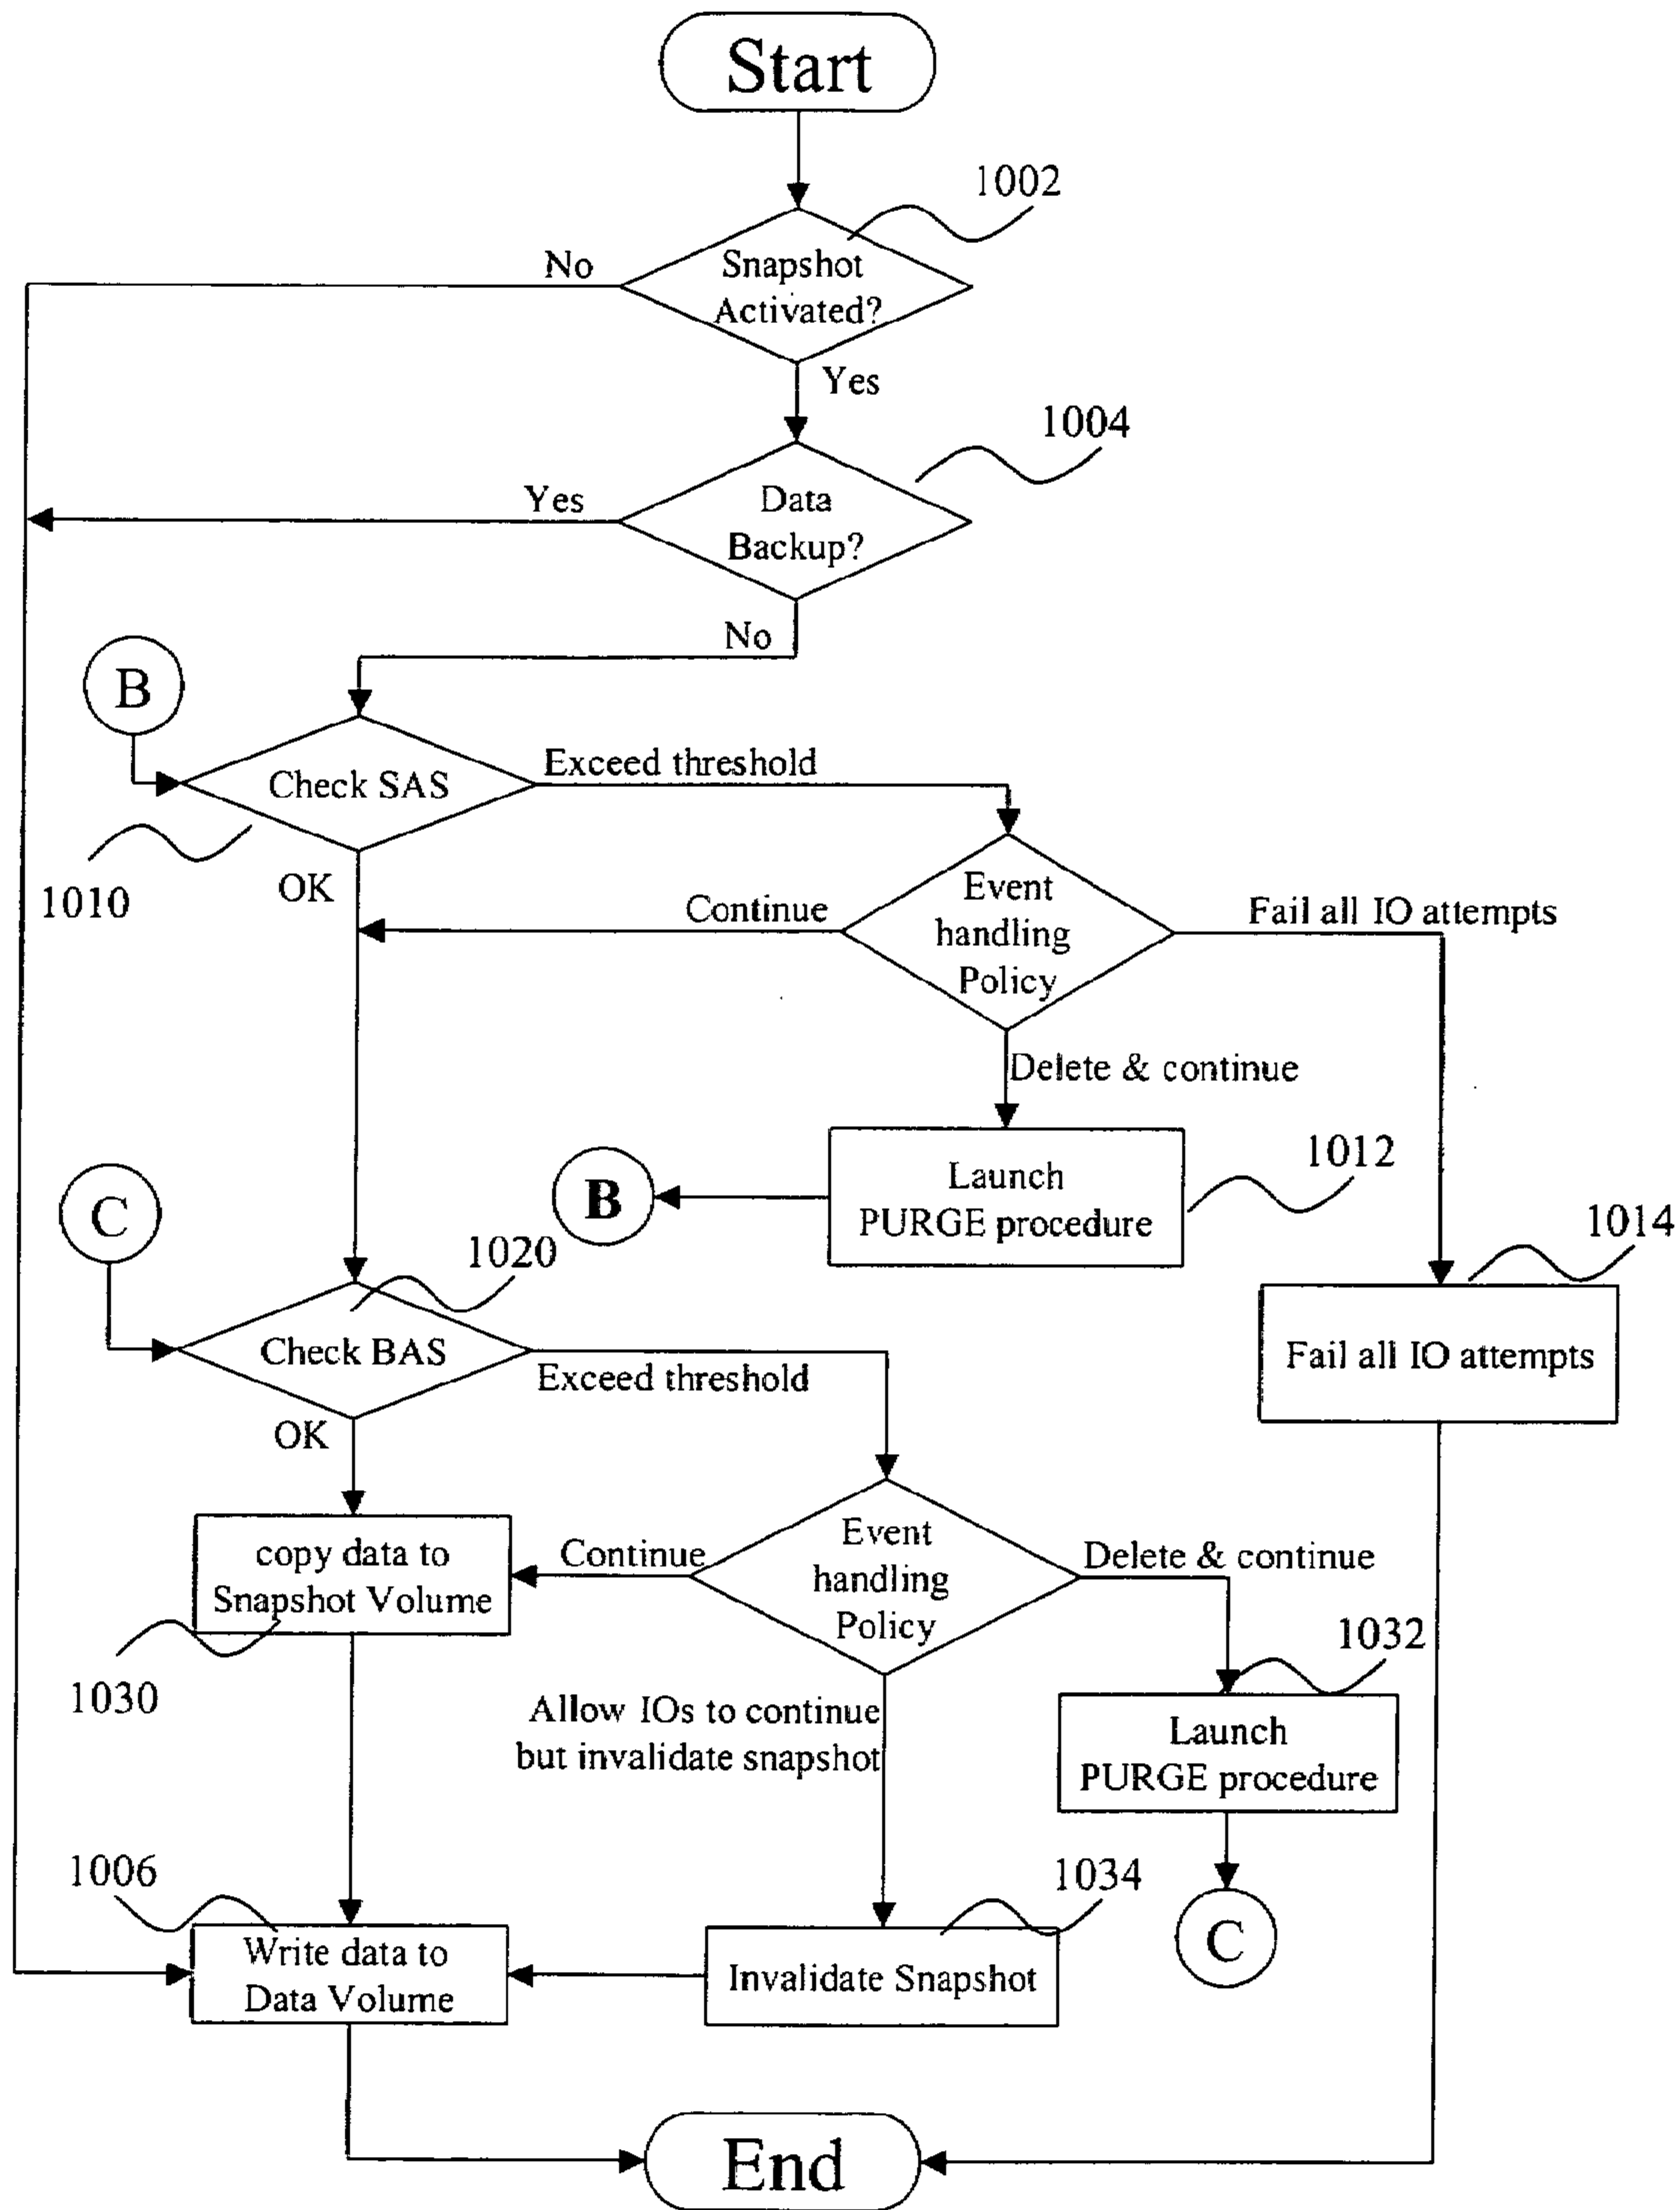 Start
1002
Snapshot
Activated?
No
Yes
1004
Data
Backup?
Yes
No
B
Check SAS
Exceed threshold
1010
OK
Event
handling
Policy
Continue
Fail all IO attempts
Delete & continue
Launch
PURGE procedure
1012
B
1014
Fail all IO attempts
C
1020
Check BAS
Exceed threshold
OK
copy data to
Snapshot Volume
1030
Continue
Event
handling
Policy
Delete & continue
1032
Launch
PURGE procedure
C
Allow IOs to continue
but invalidate snapshot
1034
Invalidate Snapshot
1006
Write data to
Data Volume
End